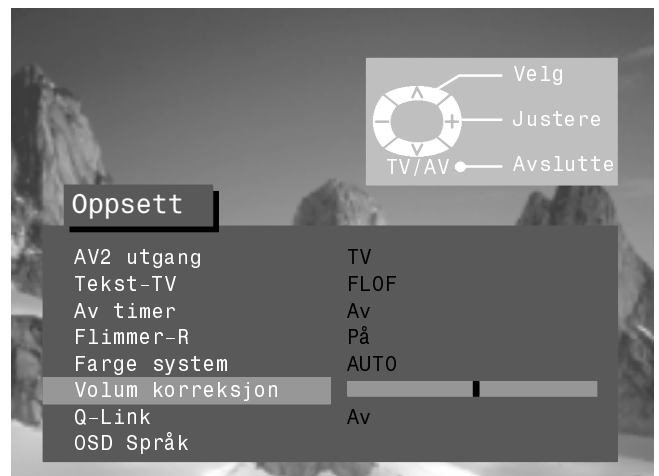 Velg
Justere
TV/AV Avslutte
Oppsett
AV2 utgang TV
Tekst-TV FLOF
Av timer Av
Flimmer-R På
Farge system AUTO
Volum korreksjon
Q-Link Av
OSD Språk